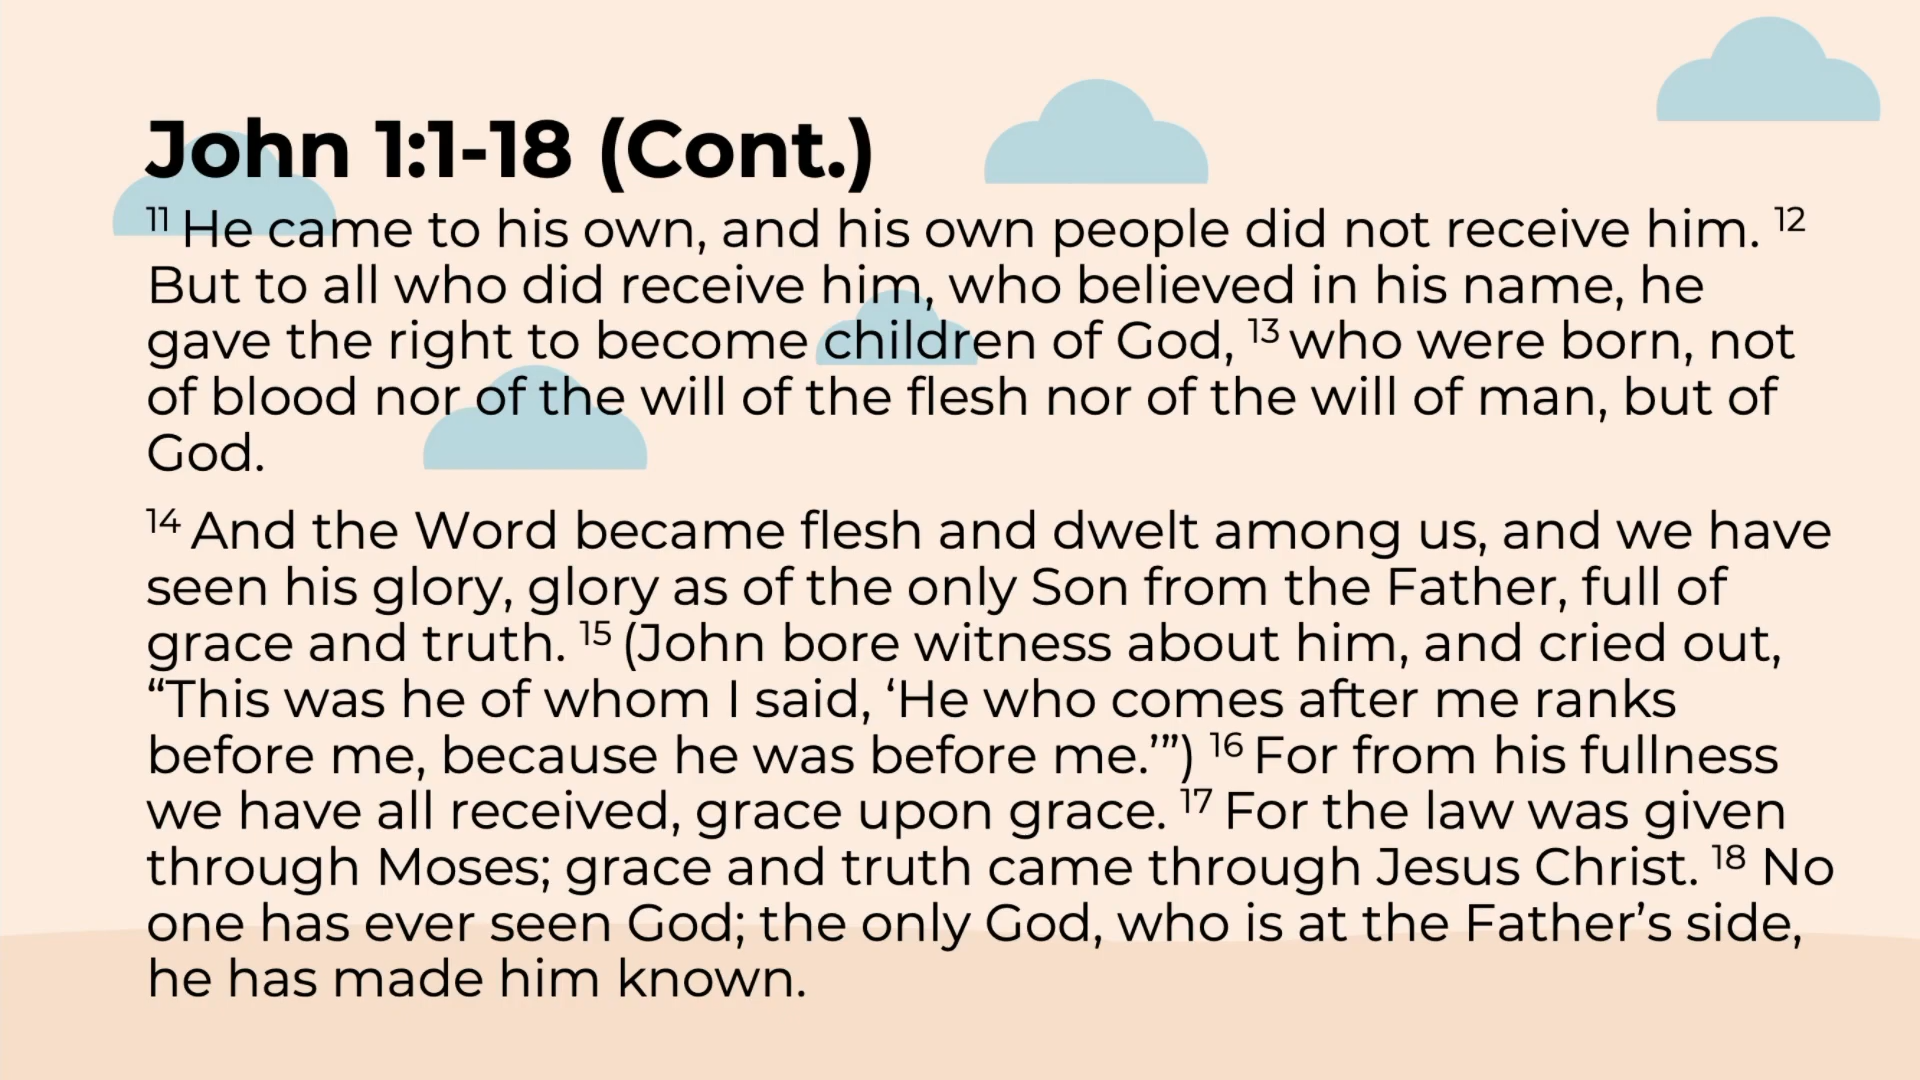 John 1:1-18 (Cont.)
11 He came to his own, and his own people did not receive him. 12
But to all who did receive him, who believed in his name, he
gave the right to become children of God, 13 who were born, not
of blood nor of the will of the flesh nor of the will of man, but of
God.
14 And the Word became flesh and dwelt among us, and we have
seen his glory, glory as of the only Son from the Father, full of
grace and truth. 15 (John bore witness about him, and cried out,
“This was he of whom I said, ‘He who comes after me ranks
before me, because he was before me.’”) 16 For from his fullness
we have all received, grace upon grace. 17 For the law was given
through Moses; grace and truth came through Jesus Christ. 18 No
one has ever seen God; the only God, who is at the Father’s side,
he has made him known.